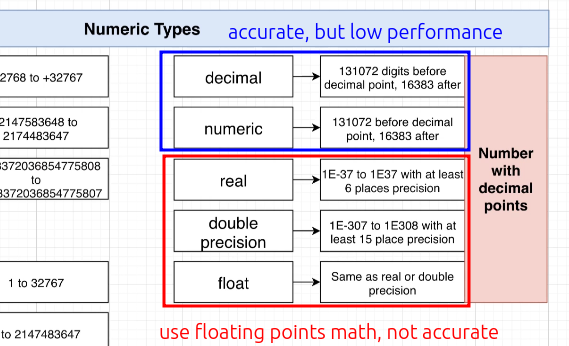 Numeric Types
accurate, but low performance
2768 to +32767
decimal
131072 digits before
decimal point, 16383 after
2147583648 to
2174483647
numeric
131072 before decimal
point, 16383 after
3372036854775808
to
3372036854775807
real
1E-37 to 1E37 with at least
6 places precision
Number
with
decimal
points
double
precision
1E-307 to 1E308 with at
least 15 place precision
1 to 32767
float
Same as real or double
precision
to 2147483647
use floating points math, not accurate